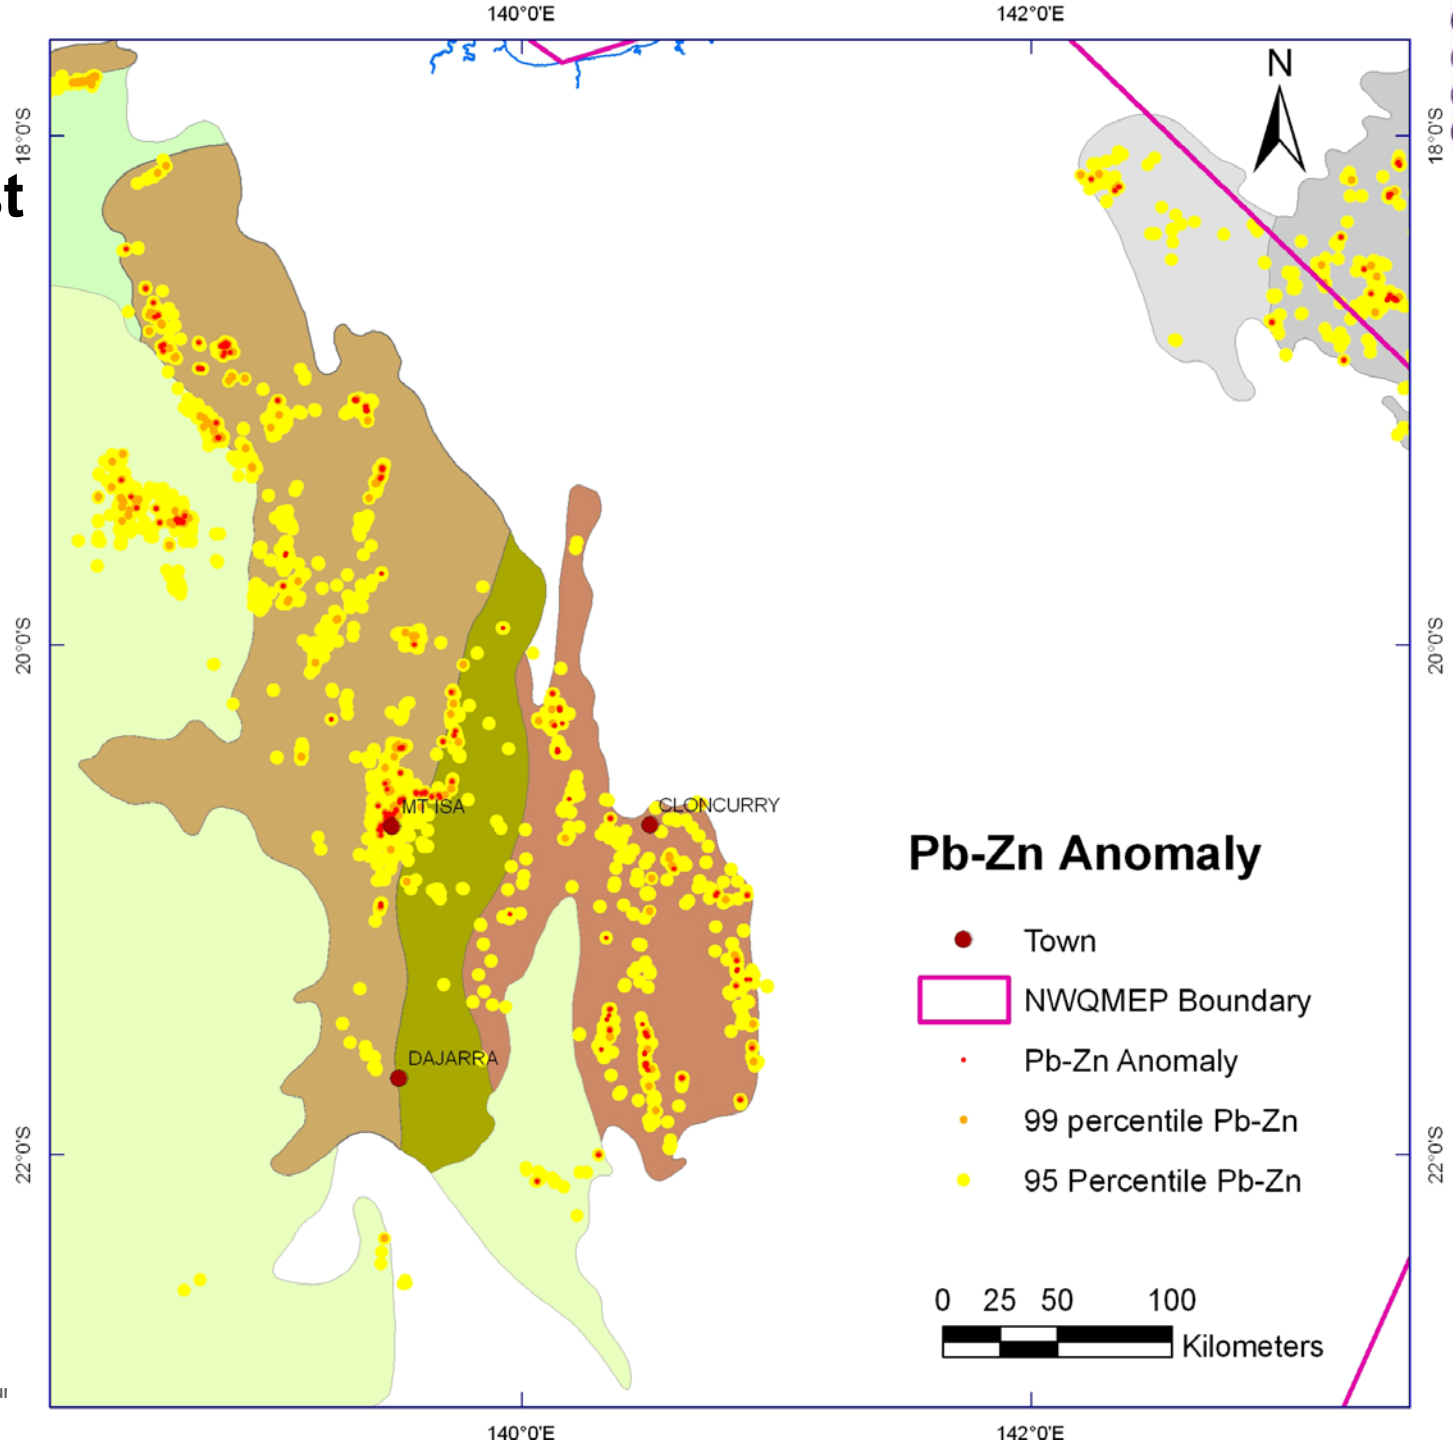 140°0'E 142°0'E
N
18°0'S 18°0'S
st
20°0'S 20°0'S
MT ISA CLONCURRY
Pb-Zn Anomaly
Town
NWQMEP Boundary
DAJARRA
Pb-Zn Anomaly
99 percentile Pb-Zn
22°0'S 22°0'S
95 Percentile Pb-Zn
0 25 50 100
Kilometers
140°0'E 142°0'E